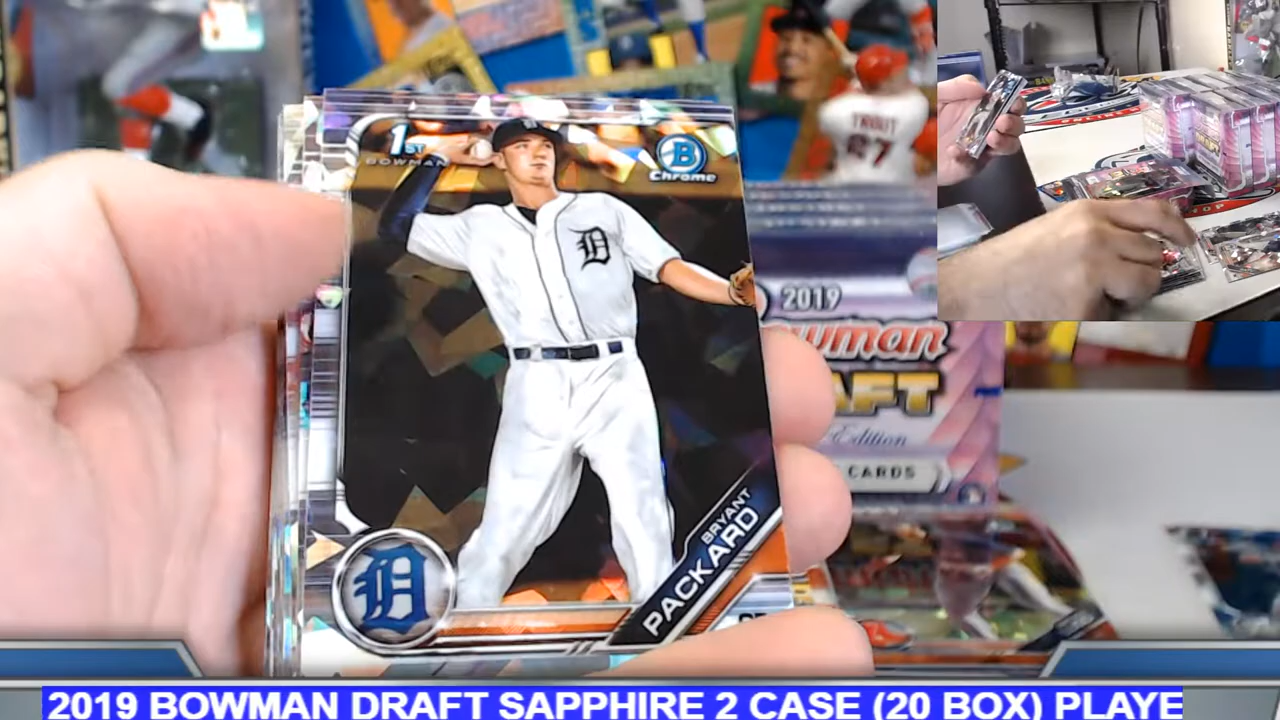 1ST
BOWMAN
B
Chrome
D
BRYANT
PACKARD
D
TROUT
27
2019
wman
AFT
Edition
CARDS
2019 BOWMAN DRAFT SAPPHIRE 2 CASE (20 BOX) PLAYE